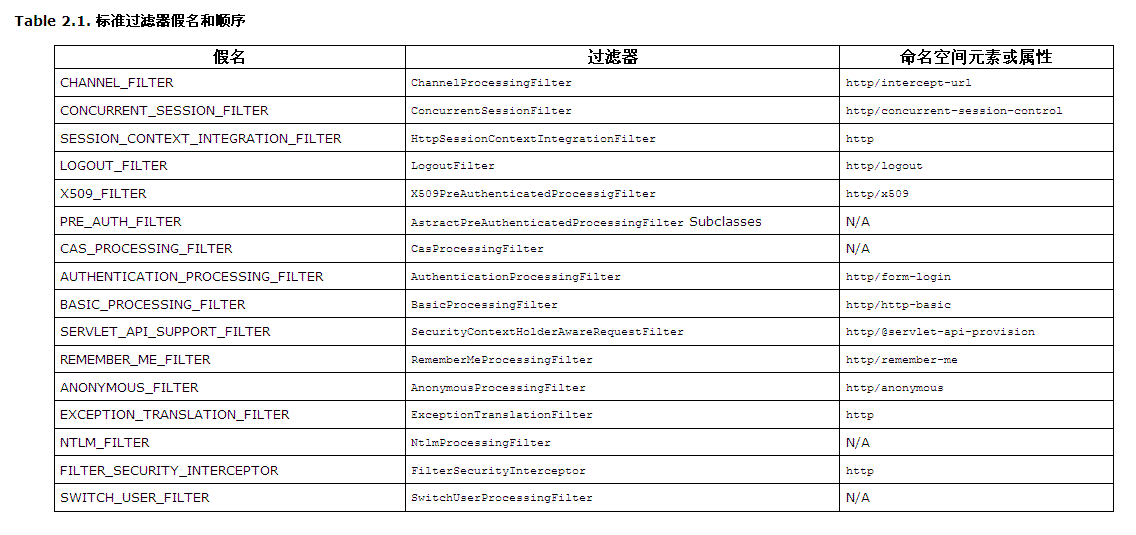 Table 2.1. 标准过滤器假名和顺序
假名 过滤器 命名空间元素或属性
CHANNEL_FILTER ChannelProcessingFilter http/intercept-url
CONCURRENT_SESSION_FILTER ConcurrentSessionFilter http/concurrent-session-control
SESSION_CONTEXT_INTEGRATION_FILTER HttpSessionContextIntegrationFilter http
LOGOUT_FILTER LogoutFilter http/logout
X509_FILTER X509PreAuthenticatedProcessigFilter http/x509
PRE_AUTH_FILTER AstractPreAuthenticatedProcessingFilter Subclasses N/A
CAS_PROCESSING_FILTER CasProcessingFilter N/A
AUTHENTICATION_PROCESSING_FILTER AuthenticationProcessingFilter http/form-login
BASIC_PROCESSING_FILTER BasicProcessingFilter http/http-basic
SERVLET_API_SUPPORT_FILTER SecurityContextHolderAwareRequestFilter http/@servlet-api-provision
REMEMBER_ME_FILTER RememberMeProcessingFilter http/remember-me
ANONYMOUS_FILTER AnonymousProcessingFilter http/anonymous
EXCEPTION_TRANSLATION_FILTER ExceptionTranslationFilter http
NTLM_FILTER NtlmProcessingFilter N/A
FILTER_SECURITY_INTERCEPTOR FilterSecurityInterceptor http
SWITCH_USER_FILTER SwitchUserProcessingFilter N/A